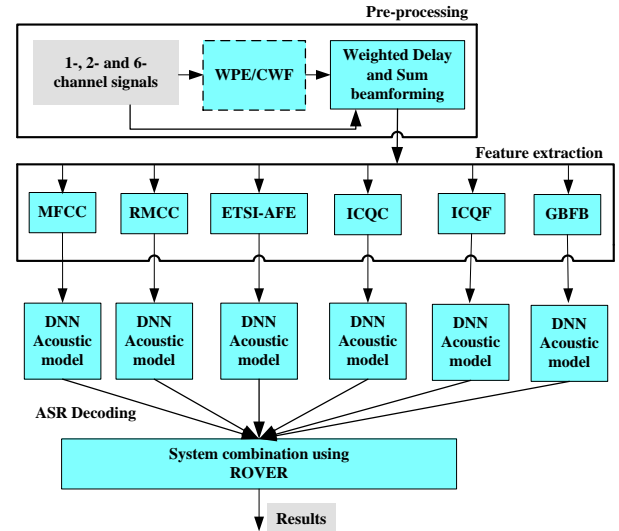 Pre-processing
1-, 2- and 6-
channel signals
WPE/CWF
Weighted Delay
and Sum
beamforming
Feature extraction
MFCC
RMCC
ETSI-AFE
ICQC
ICQF
GBFB
DNN
Acoustic
model
DNN
Acoustic
model
DNN
Acoustic
model
DNN
Acoustic
model
DNN
Acoustic
model
DNN
Acoustic
model
ASR Decoding
System combination using
ROVER
Results